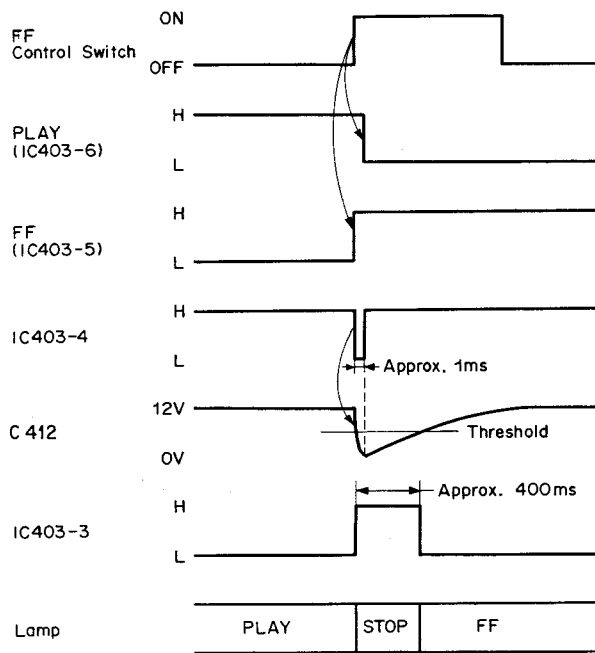 ON
FF
Control Switch
OFF
H
PLAY
(IC403-6)
L
H
FF
(IC403-5)
L
H
IC403-4
L
Approx. 1ms
12V
C 412
Threshold
0V
Approx. 400ms
H
IC403-3
L
Lamp PLAY STOP FF